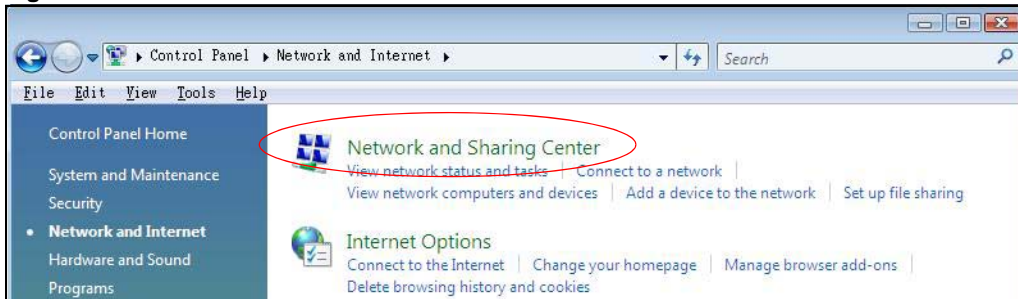 Control Panel ▸ Network and Internet ▸
Search
File Edit View Tools Help
Control Panel Home
System and Maintenance
Security
• Network and Internet
Hardware and Sound
Programs
Network and Sharing Center
View network status and tasks | Connect to a network |
View network computers and devices | Add a device to the network | Set up file sharing
Internet Options
Connect to the Internet | Change your homepage | Manage browser add-ons |
Delete browsing history and cookies